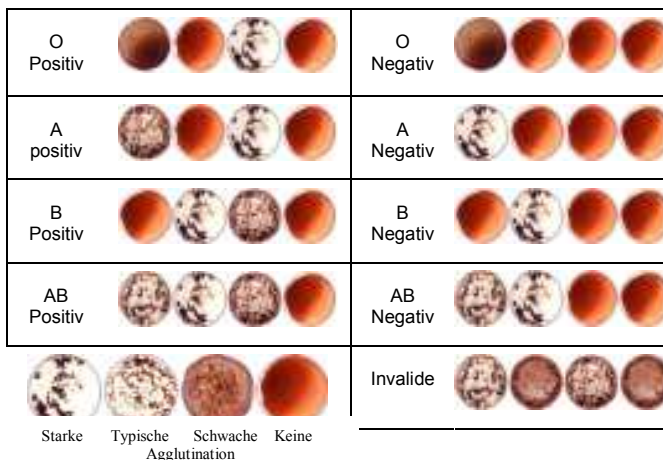 O
Positiv
O
Negativ
A
positiv
A
Negativ
B
Positiv
B
Negativ
AB
Positiv
AB
Negativ
Invalide
Starke Typische Schwache Keine
Agglutination